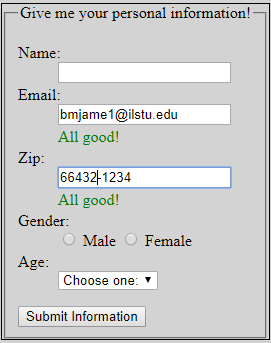 Give me your personal information!
Name:
Email:
bmjame1@ilstu.edu
All good!
Zip:
66432-1234
All good!
Gender:
Male Female
Age:
Choose one:
Submit Information